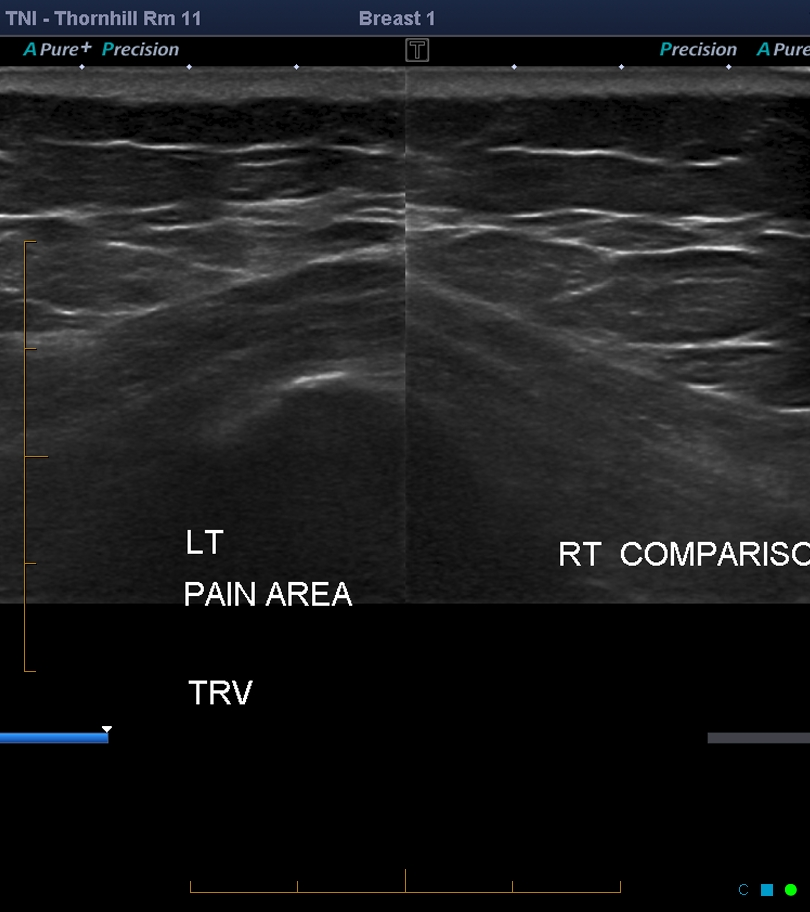 TNI - Thornhill Rm 11 Breast 1
A Pure+ Precision T Precision A Pure
LT RT COMPARISO
PAIN AREA
TRV
C